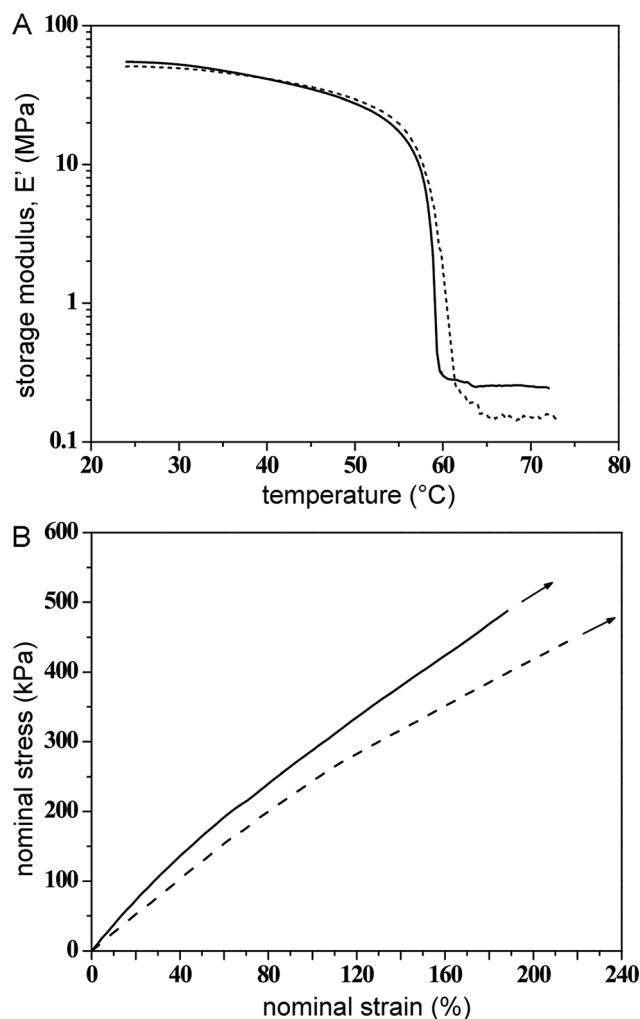 A
storage modulus, E' (MPa)
100
10
1
0.1
20 30 40 50 60 70 80
temperature (°C)
B
nominal stress (kPa)
600
500
400
300
200
100
0
0 40 80 120 160 200 240
nominal strain (%)